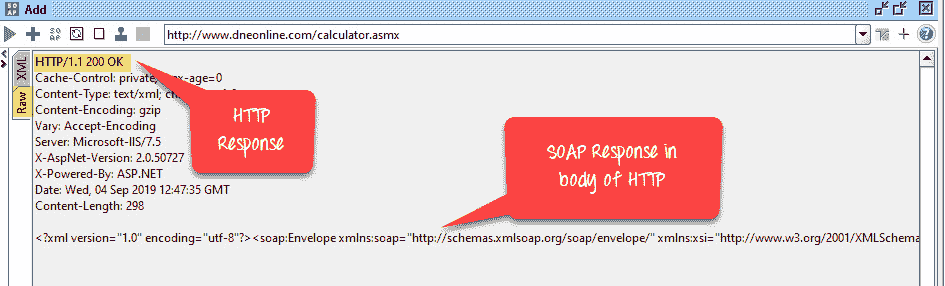 Add
http://www.dneonline.com/calculator.asmx
XML
Raw
HTTP/1.1 200 OK
Cache-Control: private, max-age=0
Content-Type: text/xml;
Content-Encoding: gzip
Vary: Accept-Encoding
Server: Microsoft-IIS/7.5
X-AspNet-Version: 2.0.50727
X-Powered-By: ASP.NET
Date: Wed, 04 Sep 2019 12:47:35 GMT
Content-Length: 298
HTTP
Response
SOAP Response in
body of HTTP
<?xml version="1.0" encoding="utf-8"?><soap:Envelope xmlns:soap="http://schemas.xmlsoap.org/soap/envelope/" xmlns:xsi="http://www.w3.org/2001/XMLSchema